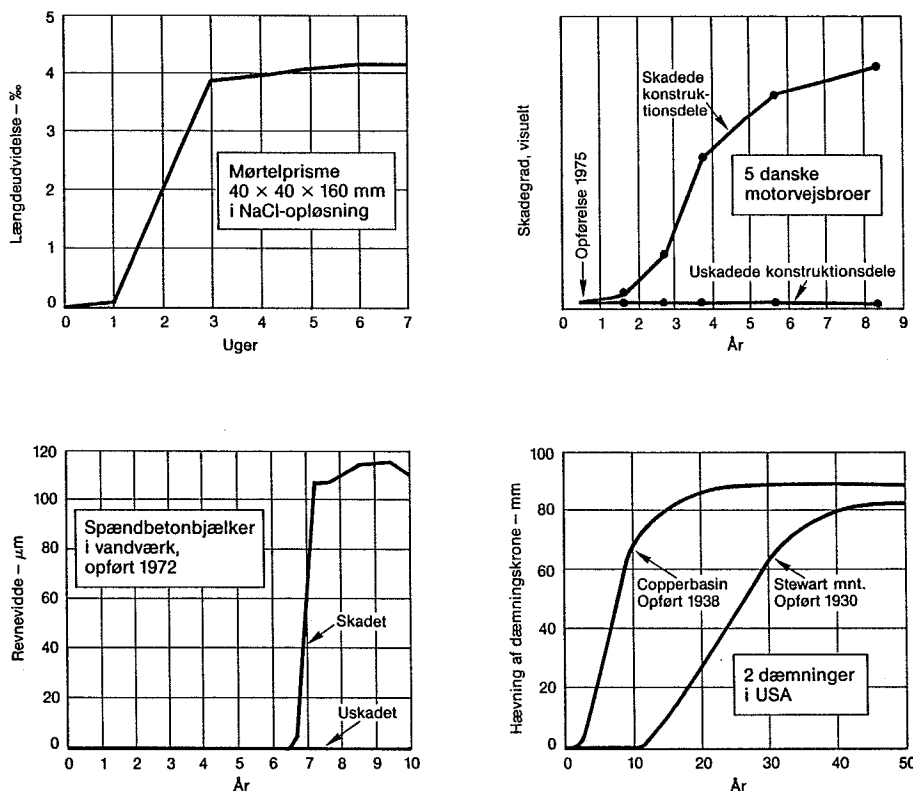 Længdeudvidelse – ‰
5
4
3
2
1
0
Mørtelprisme
40 × 40 × 160 mm
i NaCl-opløsning
0 1 2 3 4 5 6 7
Uger
Skadegrad, visuelt
Opførelse 1975
Skadede
konstruk-
tionsdele
5 danske
motorvejsbroer
Uskadede konstruktionsdele
0 1 2 3 4 5 6 7 8 9
År
Revnevidde – μm
120
100
80
60
40
20
0
Spændbetonbjælker
i vandværk,
opført 1972
Skadet
Uskadet
0 1 2 3 4 5 6 7 8 9 10
År
Hævning af dæmningskrone – mm
100
80
60
40
20
0
Copperbasin
Opført 1938
Stewart mnt.
Opført 1930
2 dæmninger
i USA
0 10 20 30 40 50
År